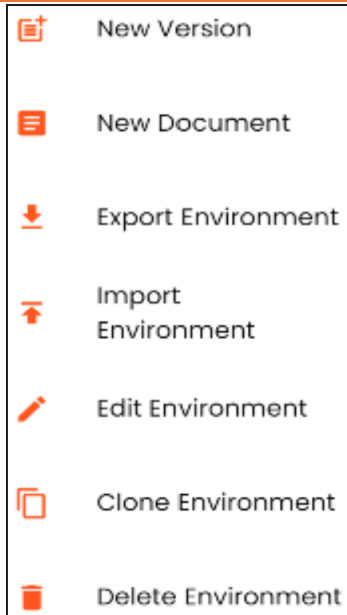 New Version
New Document
Export Environment
Import
Environment
Edit Environment
Clone Environment
Delete Environment